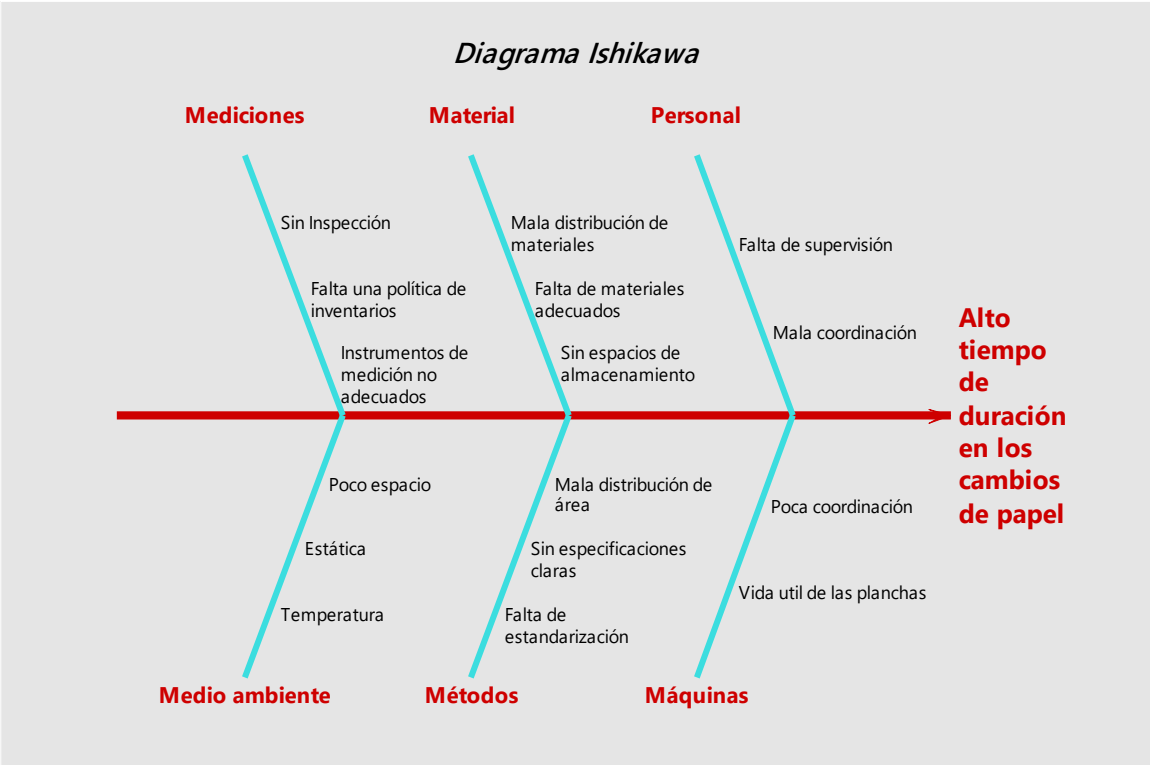 Diagrama Ishikawa
Mediciones
Material
Personal
Sin Inspección
Falta una política de
inventarios
Instrumentos de
medición no
adecuados
Mala distribución de
materiales
Falta de materiales
adecuados
Sin espacios de
almacenamiento
Falta de supervisión
Mala coordinación
Alto
tiempo
de
duración
en los
cambios
de papel
Poco espacio
Estática
Temperatura
Mala distribución de
área
Sin especificaciones
claras
Falta de
estandarización
Poca coordinación
Vida util de las planchas
Medio ambiente
Métodos
Máquinas